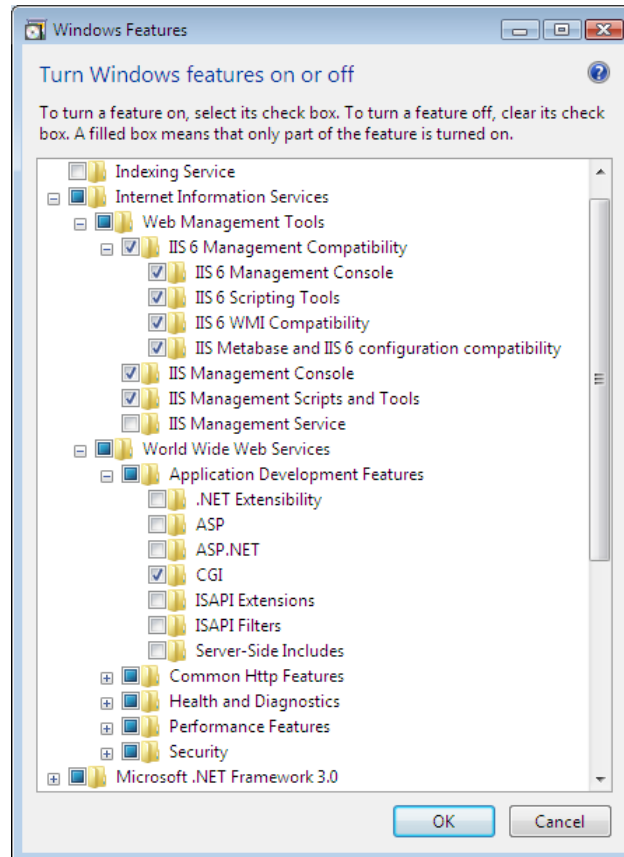 Windows Features
Turn Windows features on or off
To turn a feature on, select its check box. To turn a feature off, clear its check
box. A filled box means that only part of the feature is turned on.
Indexing Service
Internet Information Services
Web Management Tools
IIS 6 Management Compatibility
IIS 6 Management Console
IIS 6 Scripting Tools
IIS 6 WMI Compatibility
IIS Metabase and IIS 6 configuration compatibility
IIS Management Console
IIS Management Scripts and Tools
IIS Management Service
World Wide Web Services
Application Development Features
.NET Extensibility
ASP
ASP.NET
CGI
ISAPI Extensions
ISAPI Filters
Server-Side Includes
Common Http Features
Health and Diagnostics
Performance Features
Security
Microsoft .NET Framework 3.0
OK Cancel